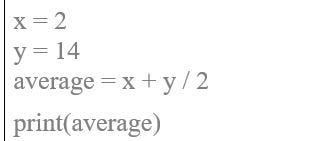 x = 2
y = 14
average = x + y / 2
print(average)